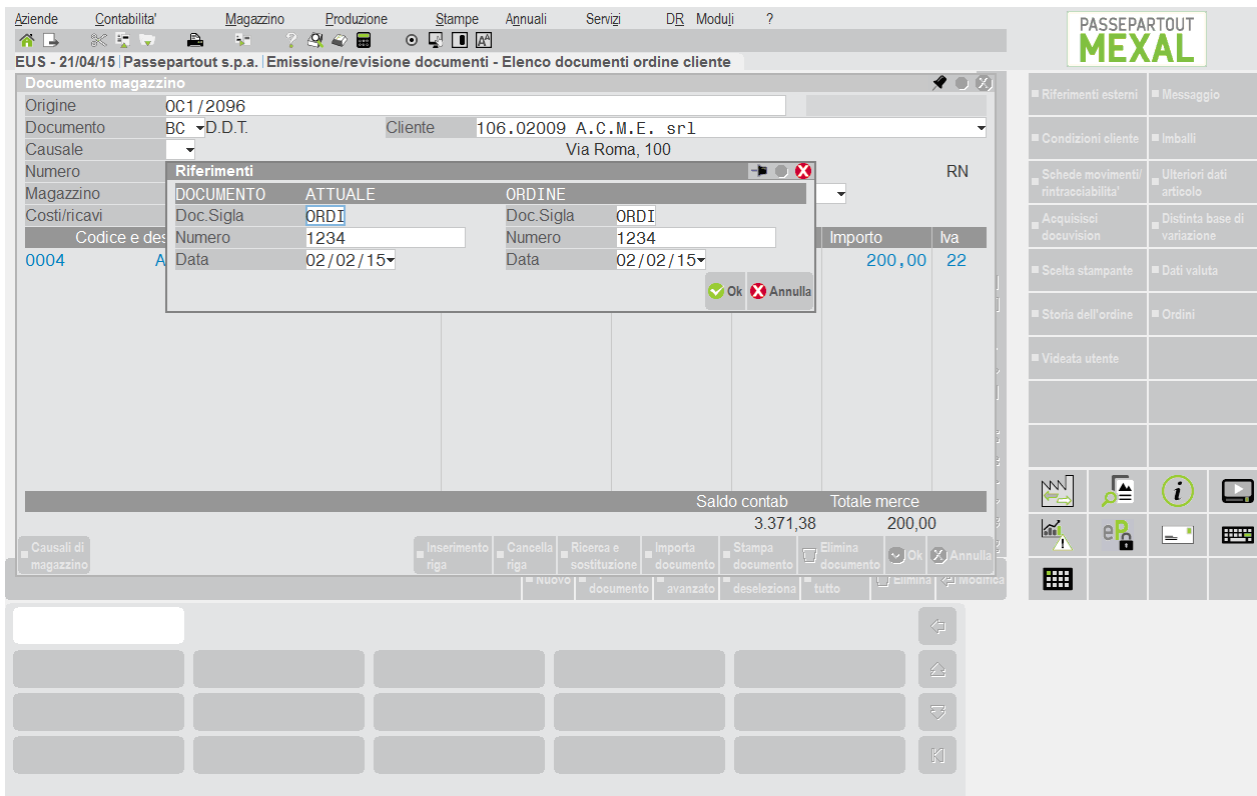 Aziende Contabilita' Magazzino Produzione Stampe Annuali Servizi DR Moduli ?
EUS - 21/04/15 Passepartout s.p.a. Emissione/revisione documenti - Elenco documenti ordine cliente
PASSEPARTOUT
MEXAL
Documento magazzino
Origine OC1/2096
Documento BC D.D.T. Cliente 106.02009 A.C.M.E. srl
Causale Via Roma, 100
Numero RN
Magazzino
Costi/ricavi
Codice e des Importo Iva
0004 A 200,00 22
Riferimenti
DOCUMENTO ATTUALE ORDINE
Doc.Sigla ORDI Doc.Sigla ORDI
Numero 1234 Numero 1234
Data 02/02/15 Data 02/02/15
Ok Annulla
Saldo contab Totale merce
3.371,38 200,00
Causali di magazzino
Inserimento riga
Cancella riga
Ricerca e sostituzione
Importa documento
Stampa documento
Elimina documento
Ok
Annulla
Nuovo documento avanzato deseleziona tutto Elimina Modifica
Riferimenti esterni
Messaggio
Condizioni cliente
Imballi
Schede movimenti/
rintracciabilita'
Ulteriori dati
articolo
Acquisisci
docuvision
Distinta base di
variazione
Scelta stampante
Dati valuta
Storia dell'ordine
Ordini
Videata utente